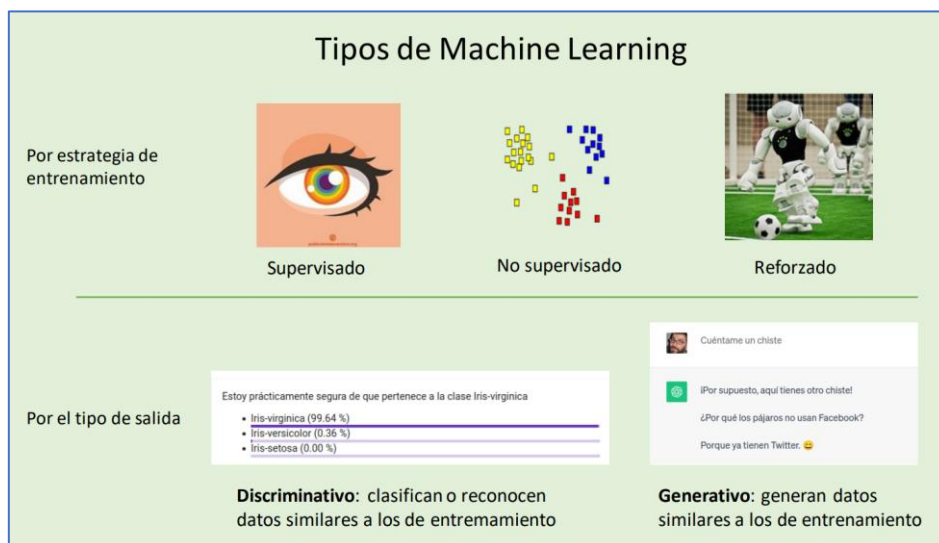 Tipos de Machine Learning
Por estrategia de
entrenamiento
Supervisado
No supervisado
Reforzado
Por el tipo de salida
Estoy prácticamente segura de que pertenece a la clase Iris-virginica
• Iris-virginica (99.64 %)
• Iris-versicolor (0.36 %)
• Iris-setosa (0.00 %)
Cuéntame un chiste
¡Por supuesto, aquí tienes otro chiste!
¿Por qué los pájaros no usan Facebook?
Porque ya tienen Twitter. 😄
Discriminativo: clasifican o reconocen
datos similares a los de entremamiento
Generativo: generan datos
similares a los de entrenamiento